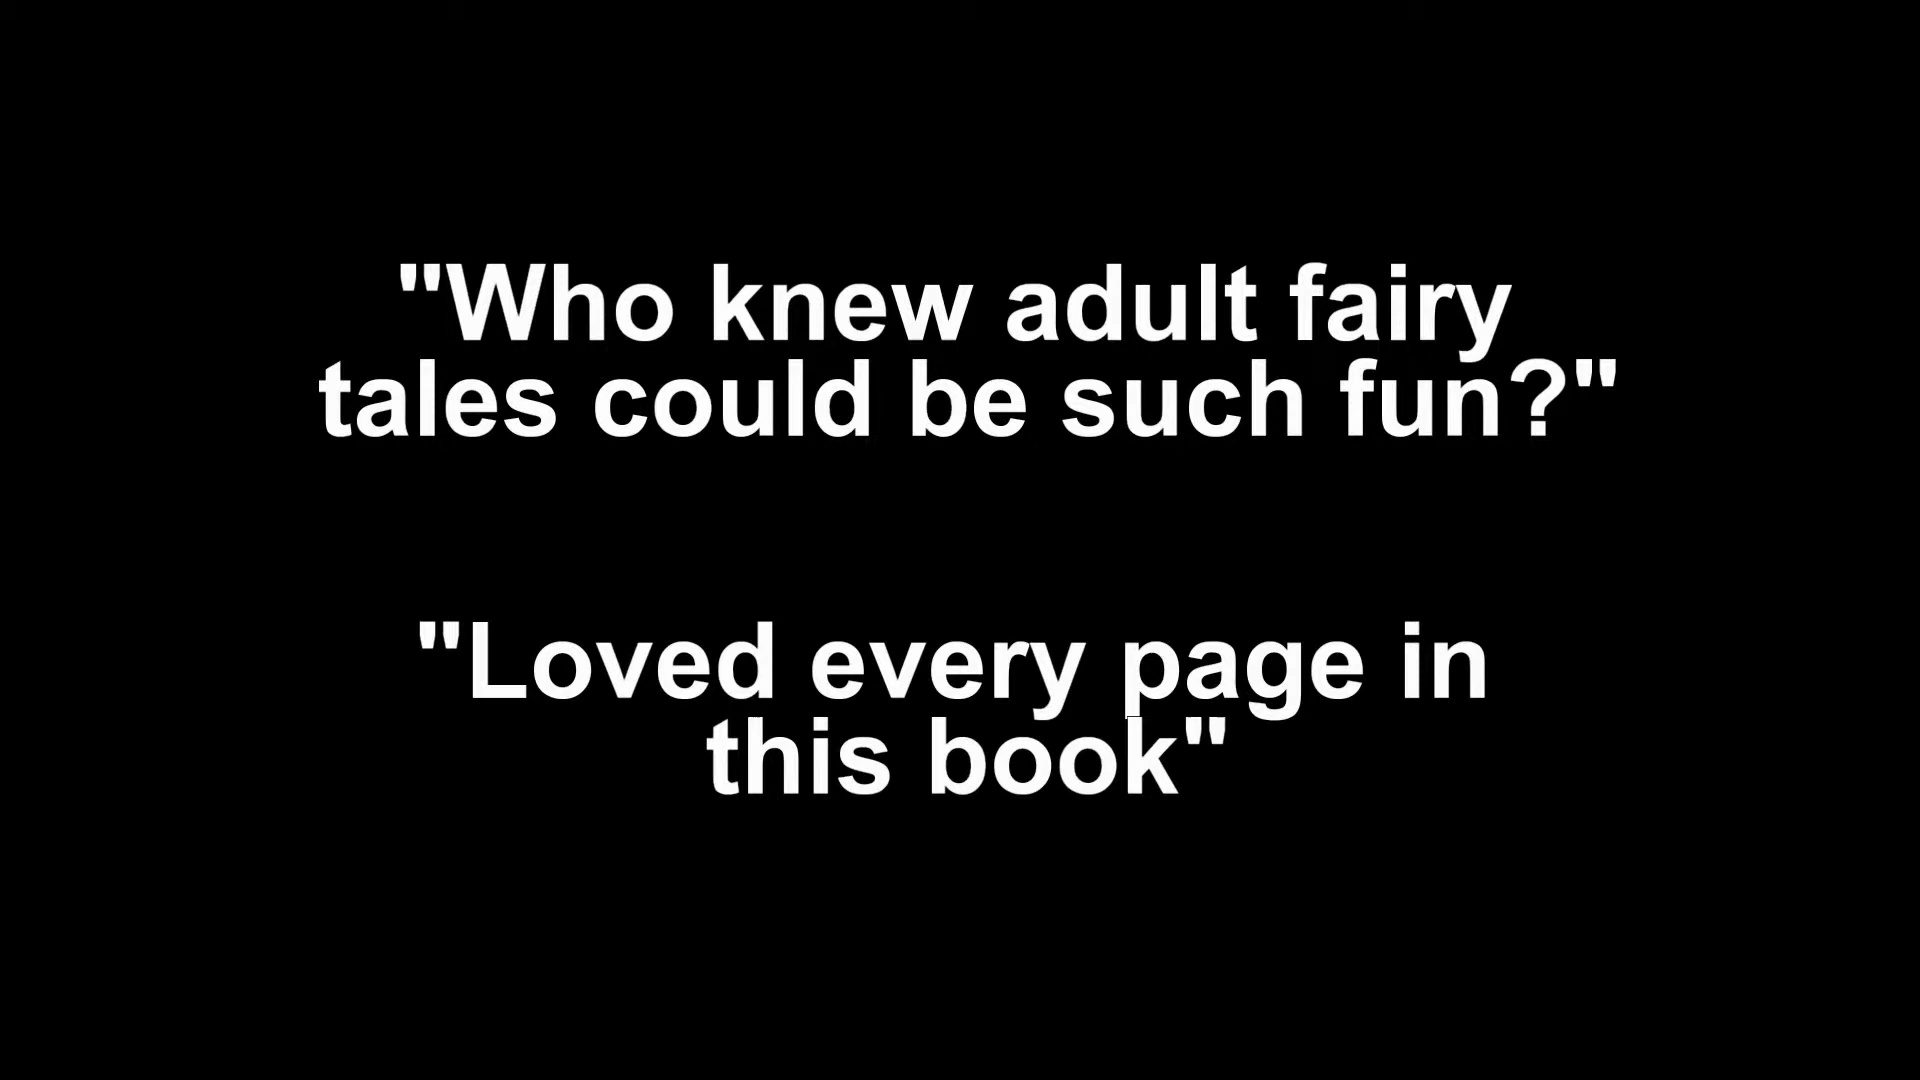 "Who knew adult fairy
tales could be such fun?"
"Loved every page in
this book"